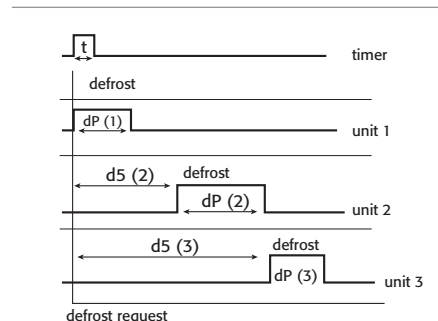 t
timer
defrost
dP (1)
unit 1
d5 (2)
defrost
dP (2)
unit 2
d5 (3)
defrost
dP (3)
unit 3
defrost request